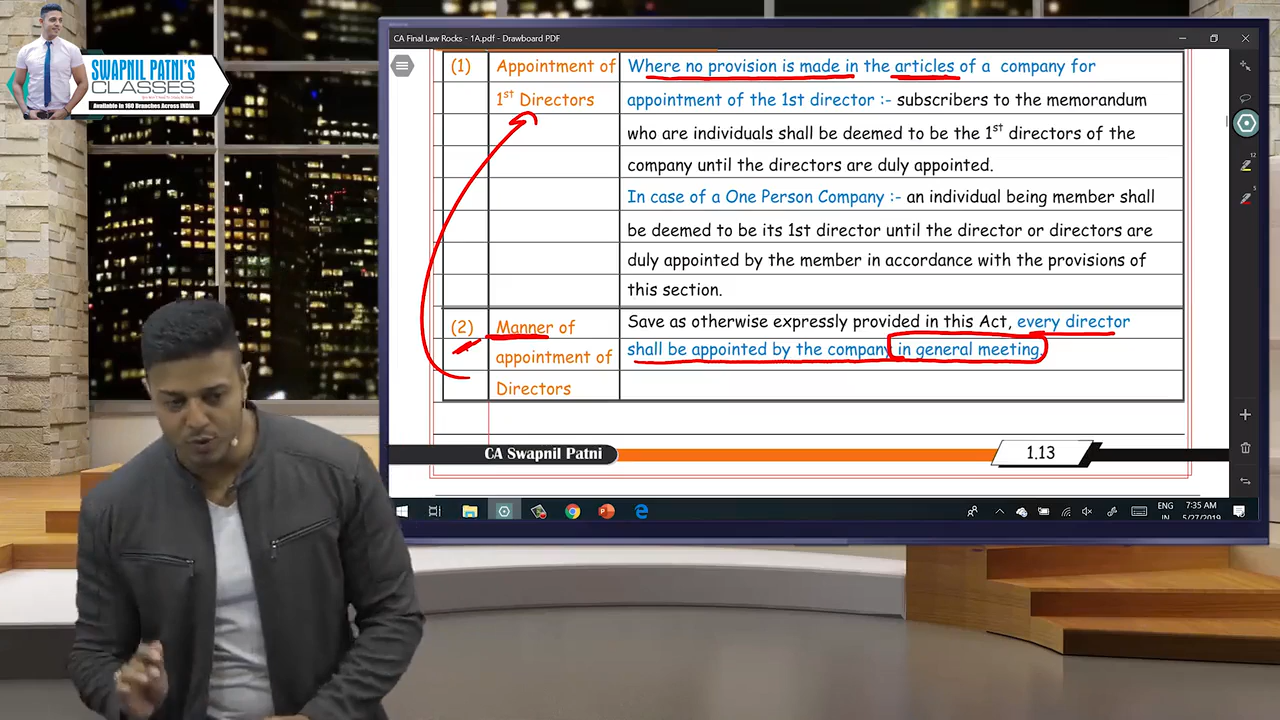 SWAPNIL PATNI'S
CLASSES
Available in 160 Branches Across INDIA
CA Final Law Rocks - 1A.pdf - Drawboard PDF
(1) Appointment of Where no provision is made in the articles of a company for
1st Directors appointment of the 1st director :- subscribers to the memorandum
who are individuals shall be deemed to be the 1st directors of the
company until the directors are duly appointed.
In case of a One Person Company :- an individual being member shall
be deemed to be its 1st director until the director or directors are
duly appointed by the member in accordance with the provisions of
this section.
(2) Manner of Save as otherwise expressly provided in this Act, every director
appointment of shall be appointed by the company in general meeting.
Directors
CA Swapnil Patni 1.13
ENG 7:35 AM
IN 5/27/2019
12
5